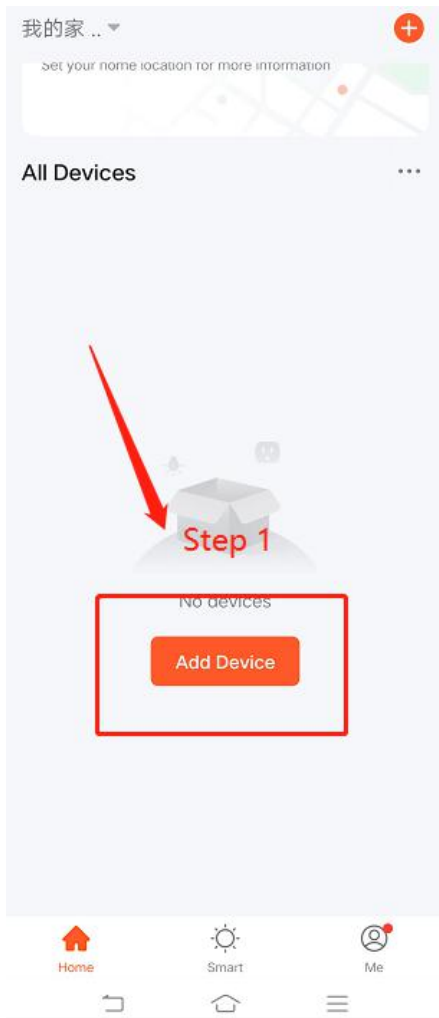 我的家 ..
Set your home location for more information
All Devices
Step 1
No devices
Add Device
Home
Smart
Me